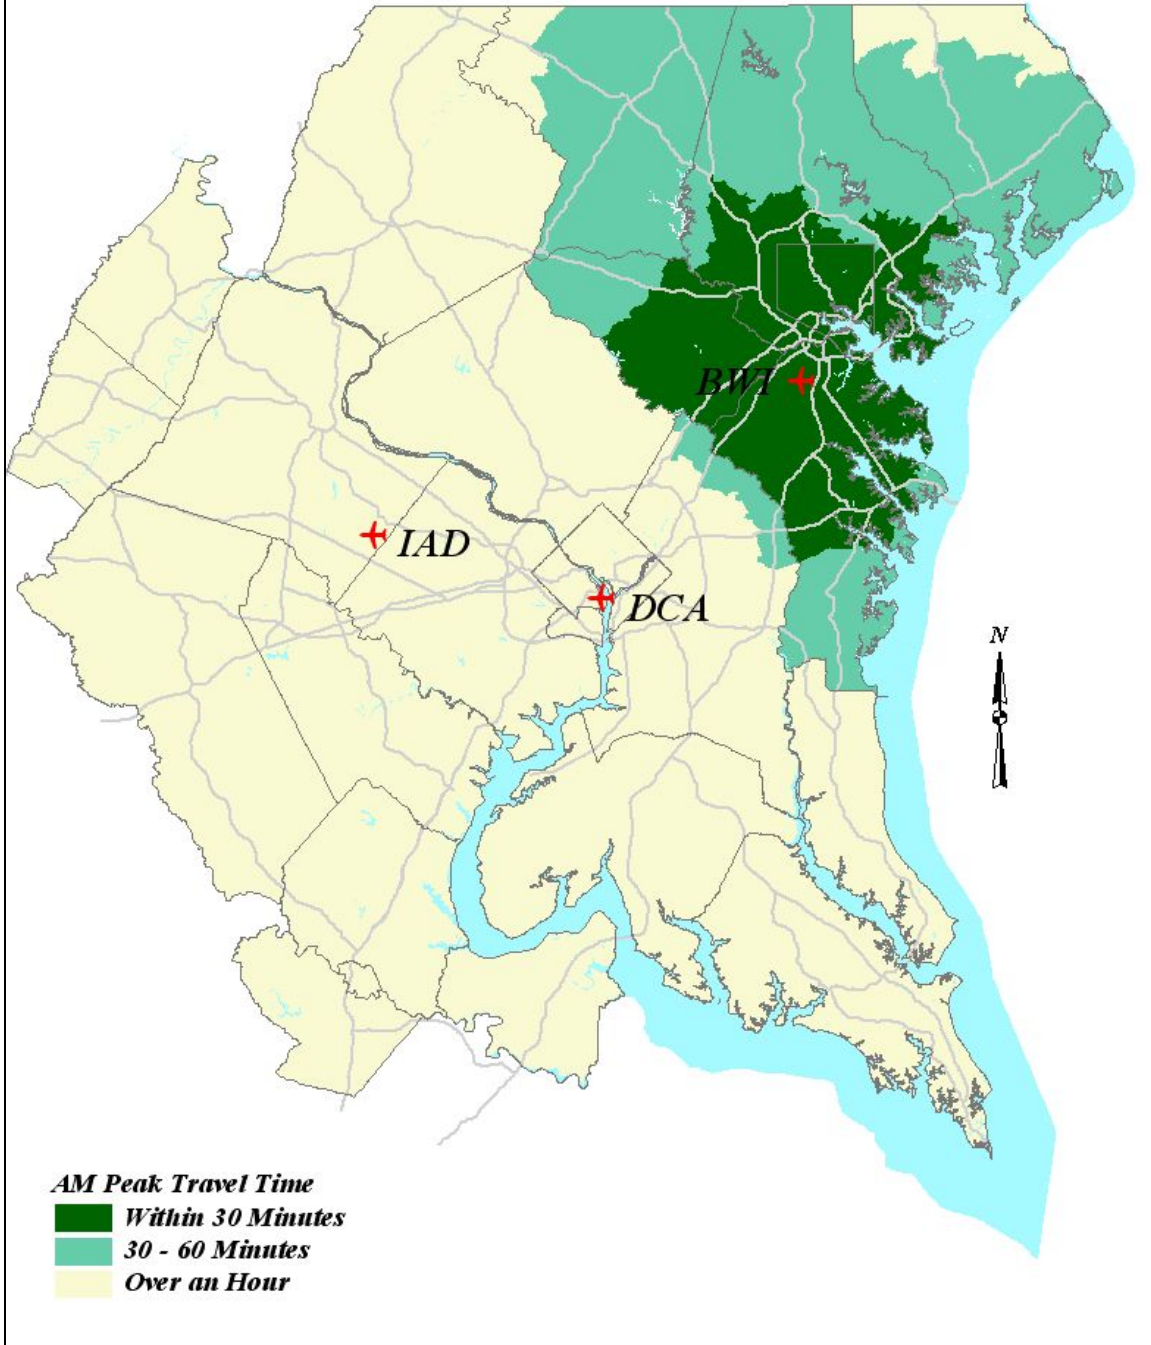 BWI
IAD
DCA
N
AM Peak Travel Time
Within 30 Minutes
30 - 60 Minutes
Over an Hour